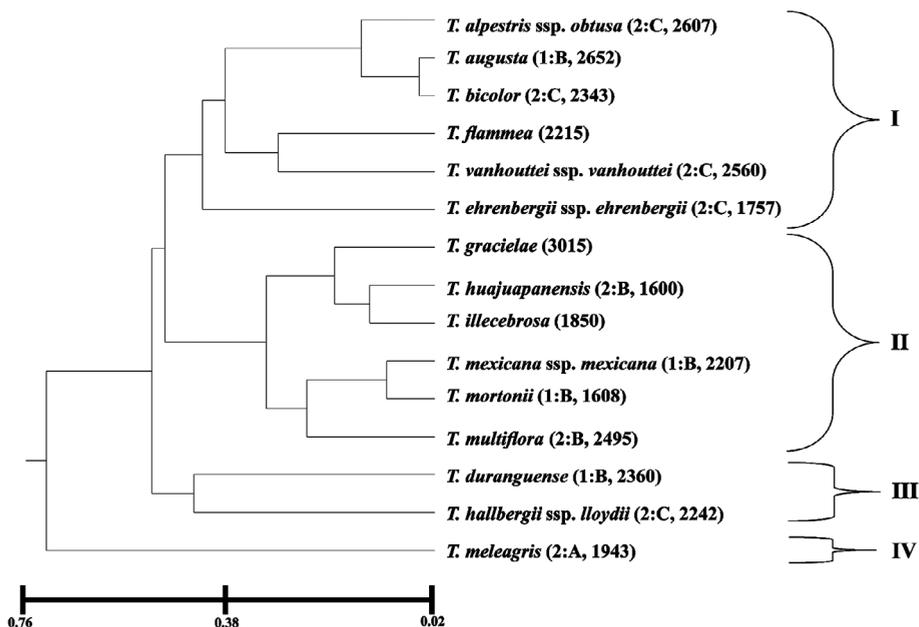 T. alpestris ssp. obtusa (2:C, 2607)
T. augusta (1:B, 2652)
T. bicolor (2:C, 2343)
T. flammea (2215)
T. vanhouttei ssp. vanhouttei (2:C, 2560)
T. ehrenbergii ssp. ehrenbergii (2:C, 1757)
I
T. gracielae (3015)
T. huajuapanensis (2:B, 1600)
T. illecebrosa (1850)
T. mexicana ssp. mexicana (1:B, 2207)
T. mortonii (1:B, 1608)
T. multiflora (2:B, 2495)
II
T. duranguense (1:B, 2360)
T. hallbergii ssp. lloydii (2:C, 2242)
III
T. meleagris (2:A, 1943)
IV
0.76 0.38 0.02